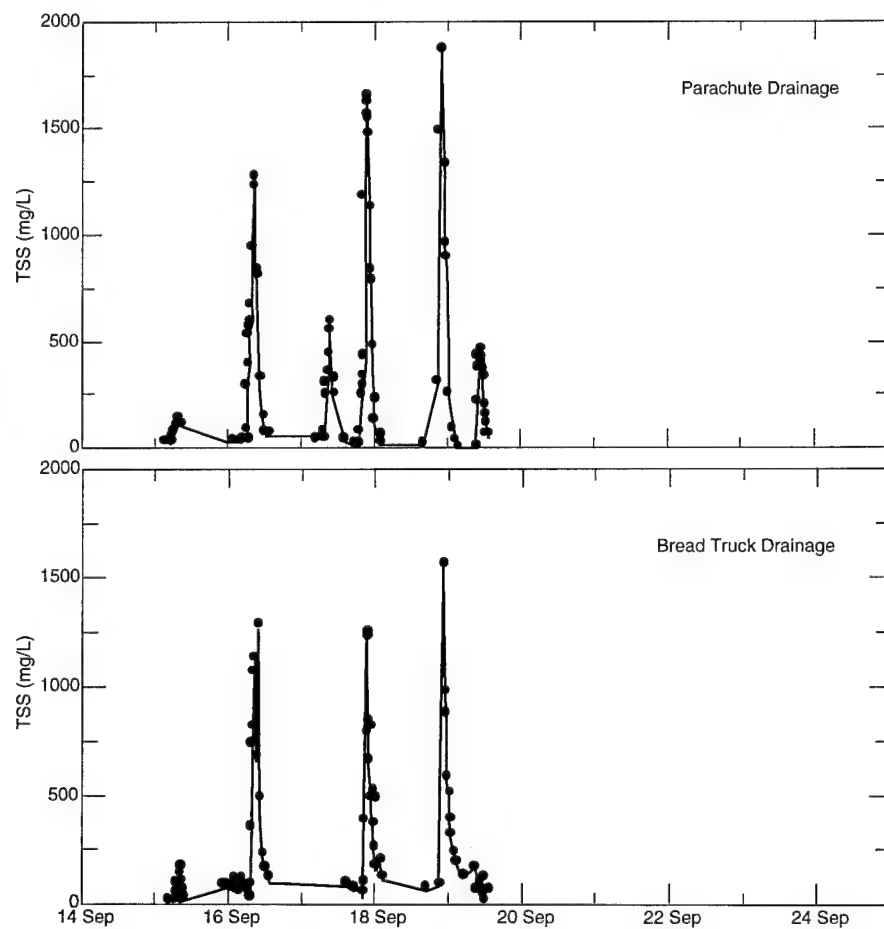 2000
Parachute Drainage
1500
TSS (mg/L)
1000
500
0
2000
Bread Truck Drainage
1500
TSS (mg/L)
1000
500
0
14 Sep 16 Sep 18 Sep 20 Sep 22 Sep 24 Sep